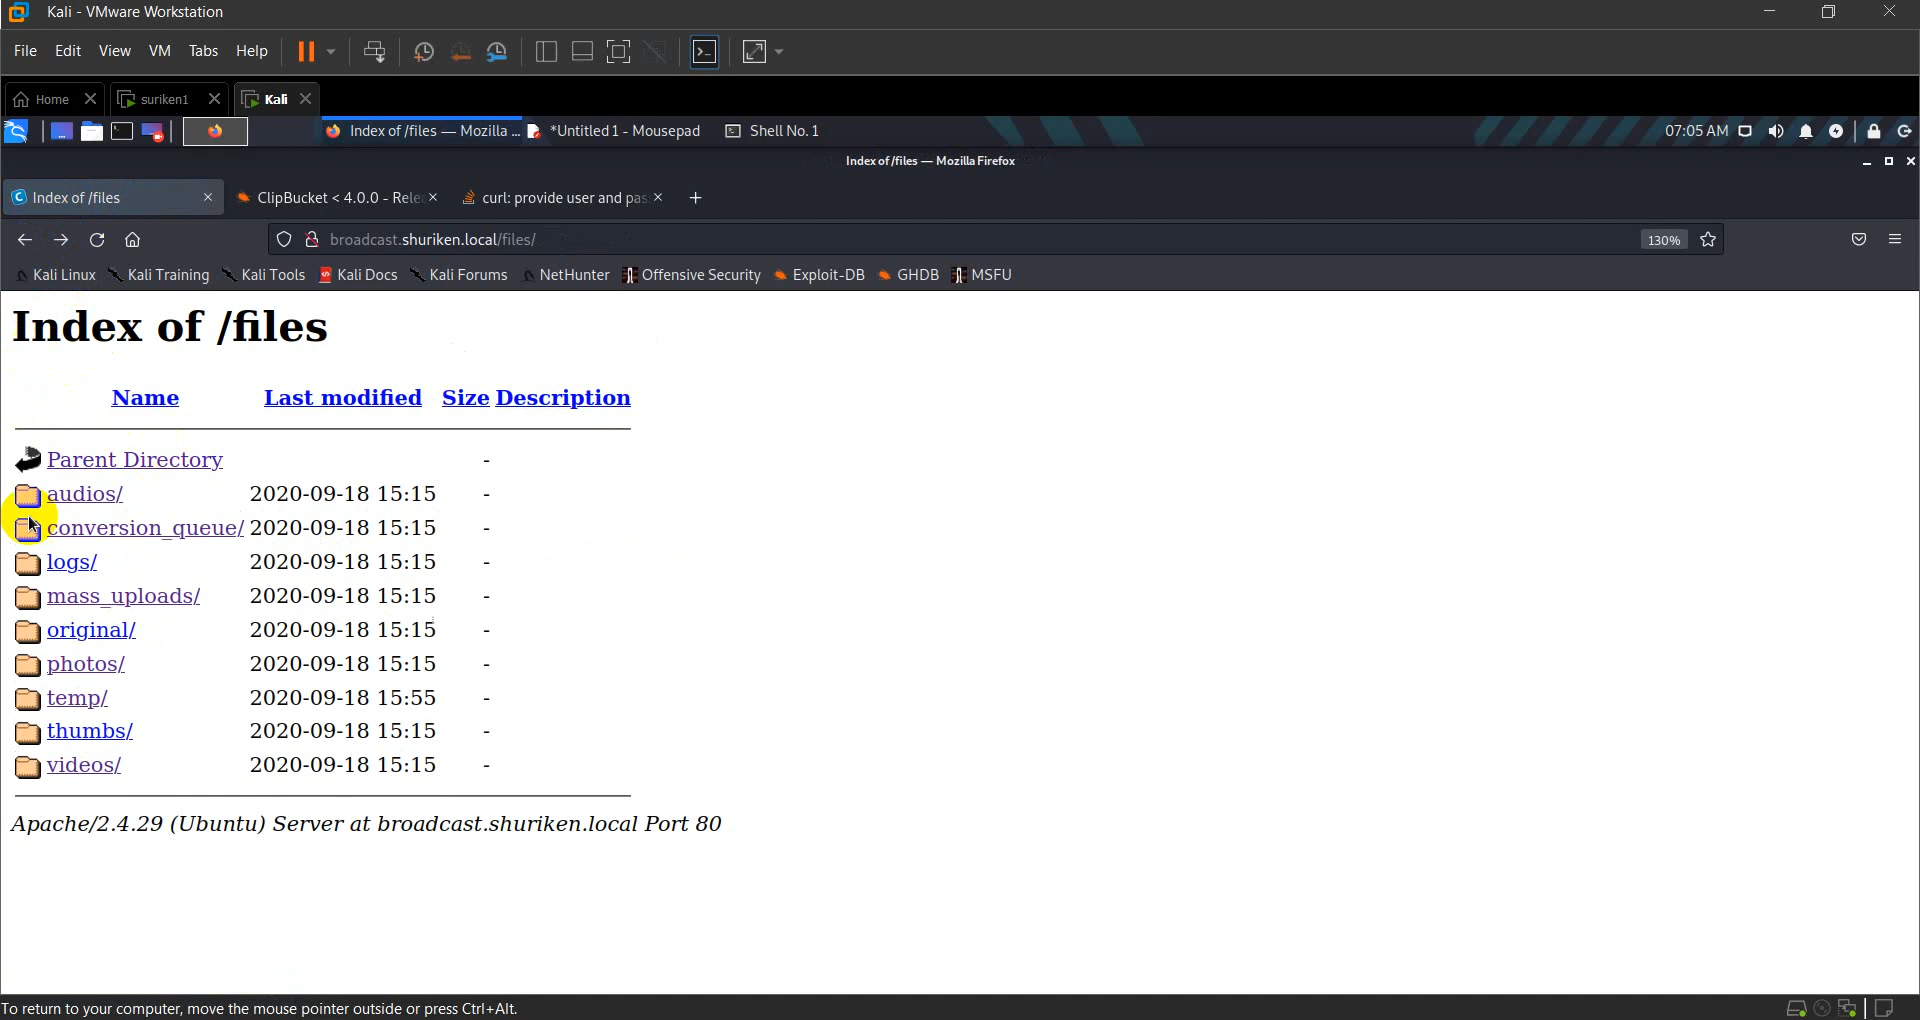 Kali - VMware Workstation
File Edit View VM Tabs Help
Home suriken1 Kali
Index of /files — Mozilla ... *Untitled 1 - Mousepad Shell No. 1 07:05 AM
Index of /files — Mozilla Firefox
Index of /files ClipBucket < 4.0.0 - Rele curl: provide user and pas
broadcast.shuriken.local/files/ 130%
Kali Linux Kali Training Kali Tools Kali Docs Kali Forums NetHunter Offensive Security Exploit-DB GHDB MSFU
Index of /files
Name Last modified Size Description
Parent Directory -
audios/ 2020-09-18 15:15 -
conversion_queue/ 2020-09-18 15:15 -
logs/ 2020-09-18 15:15 -
mass_uploads/ 2020-09-18 15:15 -
original/ 2020-09-18 15:15 -
photos/ 2020-09-18 15:15 -
temp/ 2020-09-18 15:55 -
thumbs/ 2020-09-18 15:15 -
videos/ 2020-09-18 15:15 -
Apache/2.4.29 (Ubuntu) Server at broadcast.shuriken.local Port 80
To return to your computer, move the mouse pointer outside or press Ctrl+Alt.